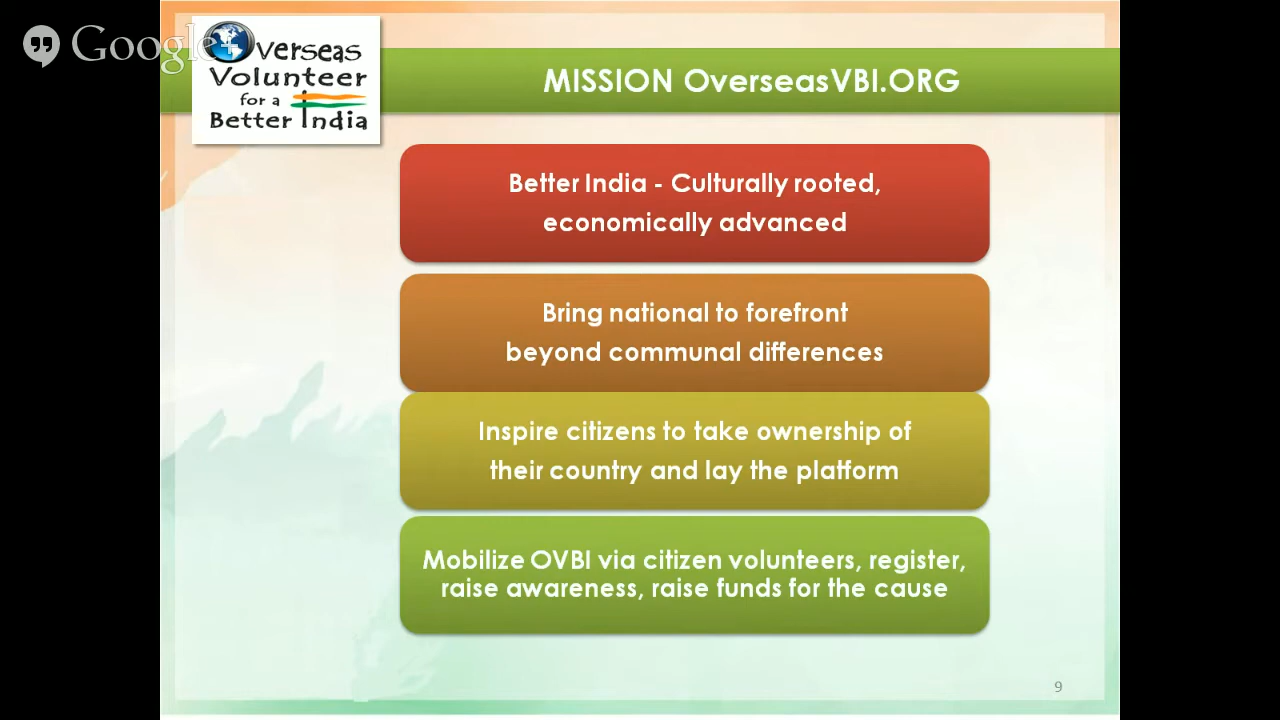 Google+
Overseas
Volunteer
for a
Better India
MISSION OverseasVBI.ORG
Better India - Culturally rooted,
economically advanced
Bring national to forefront
beyond communal differences
Inspire citizens to take ownership of
their country and lay the platform
Mobilize OVBI via citizen volunteers, register,
raise awareness, raise funds for the cause
9